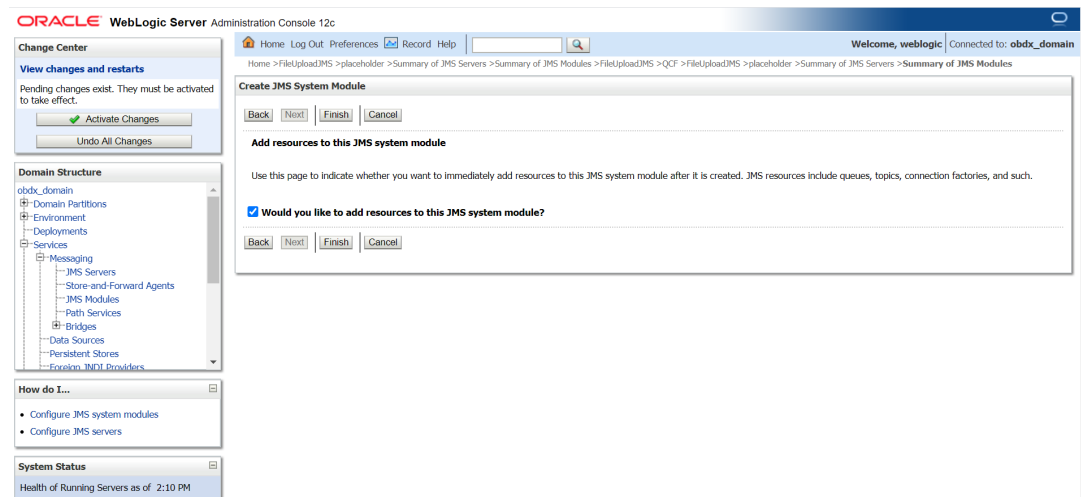 ORACLE WebLogic Server Administration Console 12c
Change Center
View changes and restarts
Pending changes exist. They must be activated
to take effect.
Activate Changes
Undo All Changes
Domain Structure
obdx_domain
Domain Partitions
Environment
Deployments
Services
Messaging
JMS Servers
Store-and-Forward Agents
JMS Modules
Path Services
Bridges
Data Sources
Persistent Stores
Foreign JNDI Providers
How do I...
Configure JMS system modules
Configure JMS servers
System Status
Health of Running Servers as of 2:10 PM
Home Log Out Preferences Record Help
Welcome, weblogic Connected to: obdx_domain
Home >FileUploadJMS >placeholder >Summary of JMS Servers >Summary of JMS Modules >FileUploadJMS >QCF >FileUploadJMS >placeholder >Summary of JMS Servers >Summary of JMS Modules
Create JMS System Module
Back Next Finish Cancel
Add resources to this JMS system module
Use this page to indicate whether you want to immediately add resources to this JMS system module after it is created. JMS resources include queues, topics, connection factories, and such.
Would you like to add resources to this JMS system module?
Back Next Finish Cancel